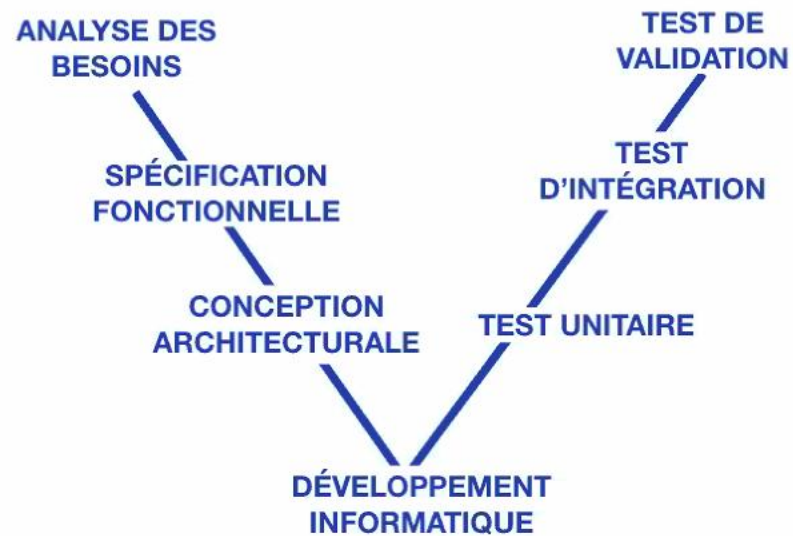 ANALYSE DES
BESOINS
SPÉCIFICATION
FONCTIONNELLE
CONCEPTION
ARCHITECTURALE
DÉVELOPPEMENT
INFORMATIQUE
TEST UNITAIRE
TEST
D'INTÉGRATION
TEST DE
VALIDATION